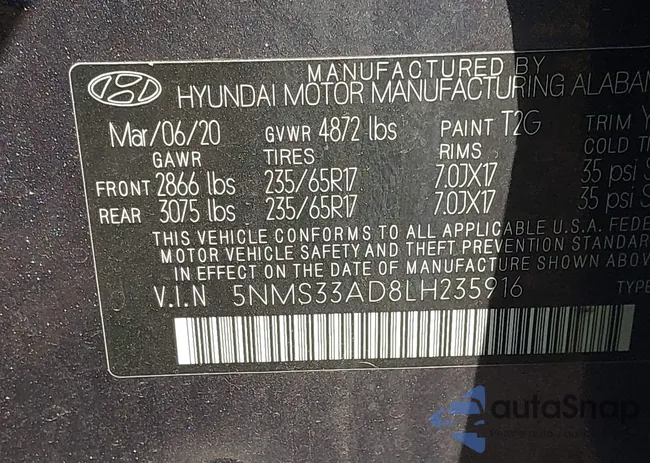 MANUFACTURED BY
HYUNDAI MOTOR MANUFACTURING ALABAM
Mar/06/20 GVWR 4872 lbs PAINT T2G TRIM Y
GAWR TIRES RIMS COLD TI
FRONT 2866 lbs 235/65R17 7.0JX17 35 psi S
REAR 3075 lbs 235/65R17 7.0JX17 35 psi S
THIS VEHICLE CONFORMS TO ALL APPLICABLE U.S.A. FEDE
MOTOR VEHICLE SAFETY AND THEFT PREVENTION STANDAR
IN EFFECT ON THE DATE OF MANUFACTURE SHOWN ABOV
V.I.N 5NMS33AD8LH235916 TYPE
autoSnap